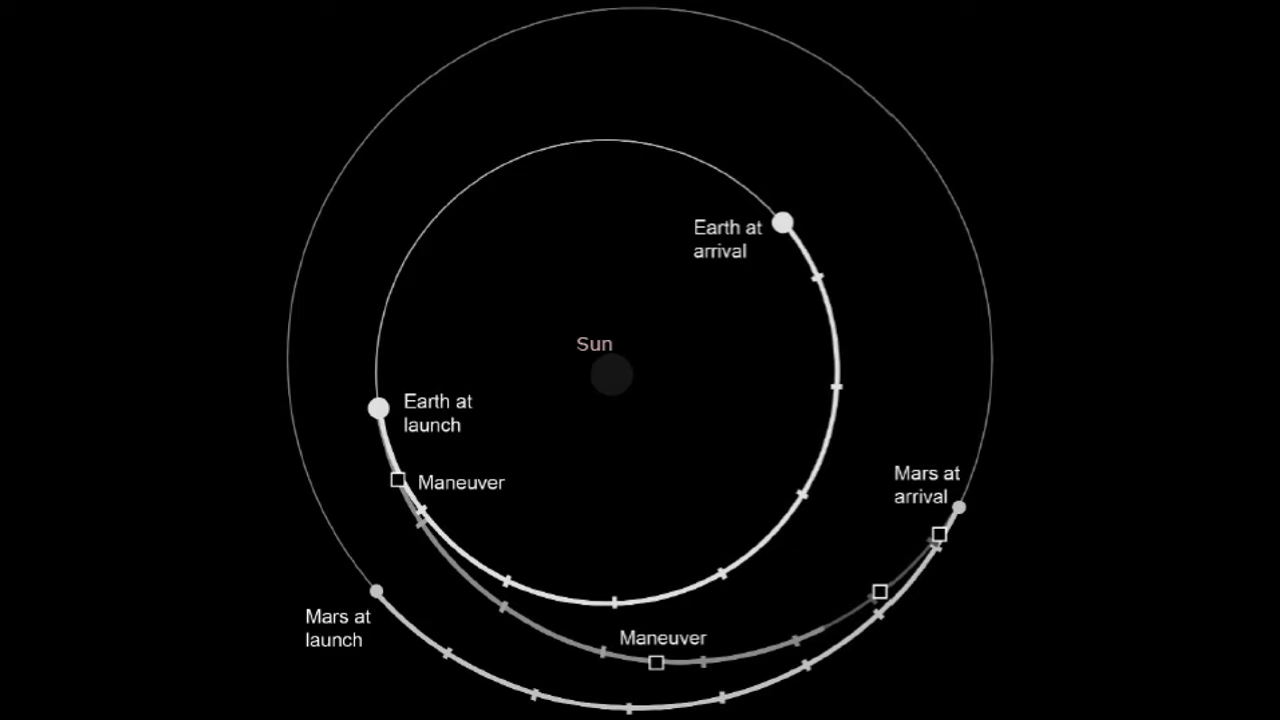 Earth at
arrival
Sun
Earth at
launch
Maneuver
Mars at
arrival
Mars at
launch
Maneuver